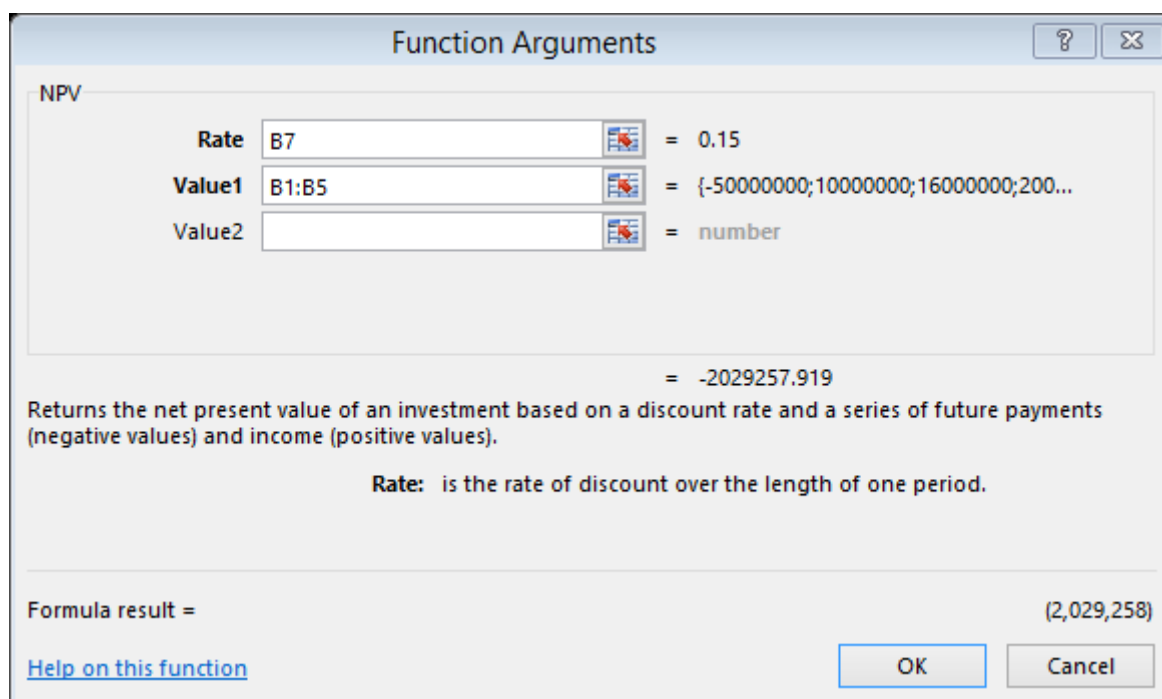 Function Arguments
NPV
Rate B7 = 0.15
Value1 B1:B5 = {-50000000;10000000;16000000;200...
Value2 = number
= -2029257.919
Returns the net present value of an investment based on a discount rate and a series of future payments
(negative values) and income (positive values).
Rate: is the rate of discount over the length of one period.
Formula result = (2,029,258)
Help on this function OK Cancel